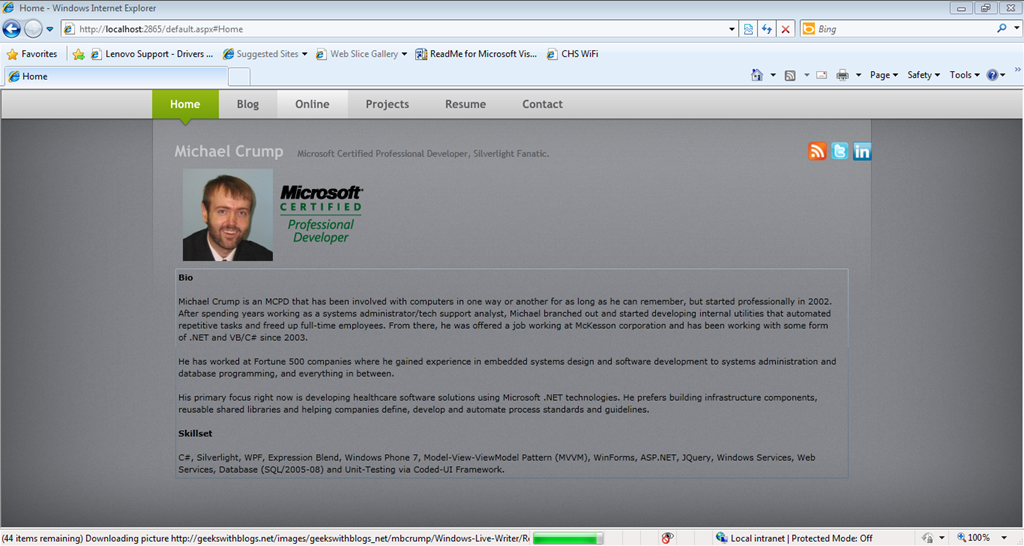 Home - Windows Internet Explorer
http://localhost:2865/default.aspx#Home
Bing
Favorites
Lenovo Support - Drivers ...
Suggested Sites
Web Slice Gallery
ReadMe for Microsoft Vis...
CHS WiFi
Home
Page
Safety
Tools
Home Blog Online Projects Resume Contact
Michael Crump Microsoft Certified Professional Developer, Silverlight Fanatic.
Microsoft
CERTIFIED
Professional
Developer
Bio
Michael Crump is an MCPD that has been involved with computers in one way or another for as long as he can remember, but started professionally in 2002.
After spending years working as a systems administrator/tech support analyst, Michael branched out and started developing internal utilities that automated
repetitive tasks and freed up full-time employees. From there, he was offered a job working at McKesson corporation and has been working with some form
of .NET and VB/C# since 2003.
He has worked at Fortune 500 companies where he gained experience in embedded systems design and software development to systems administration and
database programming, and everything in between.
His primary focus right now is developing healthcare software solutions using Microsoft .NET technologies. He prefers building infrastructure components,
reusable shared libraries and helping companies define, develop and automate process standards and guidelines.
Skillset
C#, Silverlight, WPF, Expression Blend, Windows Phone 7, Model-View-ViewModel Pattern (MVVM), WinForms, ASP.NET, JQuery, Windows Services, Web
Services, Database (SQL/2005-08) and Unit-Testing via Coded-UI Framework.
(44 items remaining) Downloading picture http://geekswithblogs.net/images/geekswithblogs_net/mbcrump/Windows-Live-Writer/Re
Local intranet | Protected Mode: Off
100%